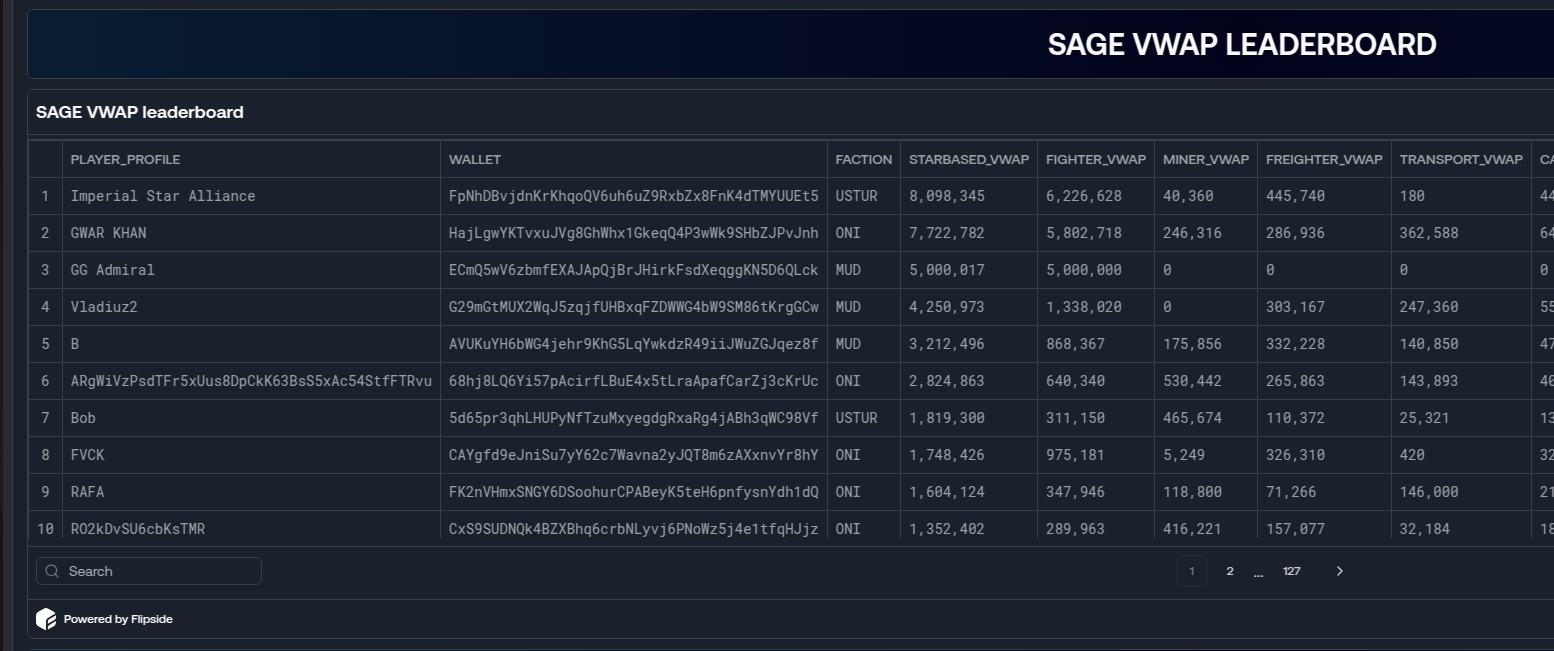 SAGE VWAP LEADERBOARD
SAGE VWAP leaderboard
PLAYER_PROFILE WALLET FACTION STARBASED_VWAP FIGHTER_VWAP MINER_VWAP FREIGHTER_VWAP TRANSPORT_VWAP CA
1 Imperial Star Alliance FpNhDBvjdnKrKhqoQV6uh6uZ9RxbZx8FnK4dTMYUUEt5 USTUR 8,098,345 6,226,628 40,360 445,740 180 44
2 GWAR KHAN HajLgwYKTvxuJVg8GhWhx1GkeqQ4P3wWk9SHbZJPvJnh ONI 7,722,782 5,802,718 246,316 286,936 362,588 64
3 GG Admiral ECmQ5wV6zbmfEXAJApQjBrJHirkFsdXeqggKN5D6QLck MUD 5,000,017 5,000,000 0 0 0 0
4 Vladiuz2 G29mGtMUX2WqJ5zqjfUHBxqFZDWWG4bW9SM86tKrgGCw MUD 4,250,973 1,338,020 0 303,167 247,360 55
5 B AVUKuYH6bWG4jehr9KhG5LqYwkdzR49iiJWuZGJqez8f MUD 3,212,496 868,367 175,856 332,228 140,850 47
6 ARgWiVzPsdTFr5xUus8DpCkK63BsS5xAc54StfFTRvu 68hj8LQ6Yi57pAcirfLBuE4x5tLraApafCarZj3cKrUc ONI 2,824,863 640,340 530,442 265,863 143,893 40
7 Bob 5d65pr3qhLHUPyNfTzuMxyegdgRxaRg4jABh3qWC98Vf USTUR 1,819,300 311,150 465,674 110,372 25,321 13
8 FVCK CAYgfd9eJniSu7yY62c7Wavna2yJQT8m6zAXxnvYr8hY ONI 1,748,426 975,181 5,249 326,310 420 32
9 RAFA FK2nVHmxSNGY6DSoohurCPABeyK5teH6pnfysnYdh1dQ ONI 1,604,124 347,946 118,800 71,266 146,000 21
10 RO2kDvSU6cbKsTMR CxS9SUDNQk4BZXBhq6crbNLyvj6PNoWz5j4e1tfqHJjz ONI 1,352,402 289,963 416,221 157,077 32,184 18
Search 1 2 ... 127
Powered by Flipside